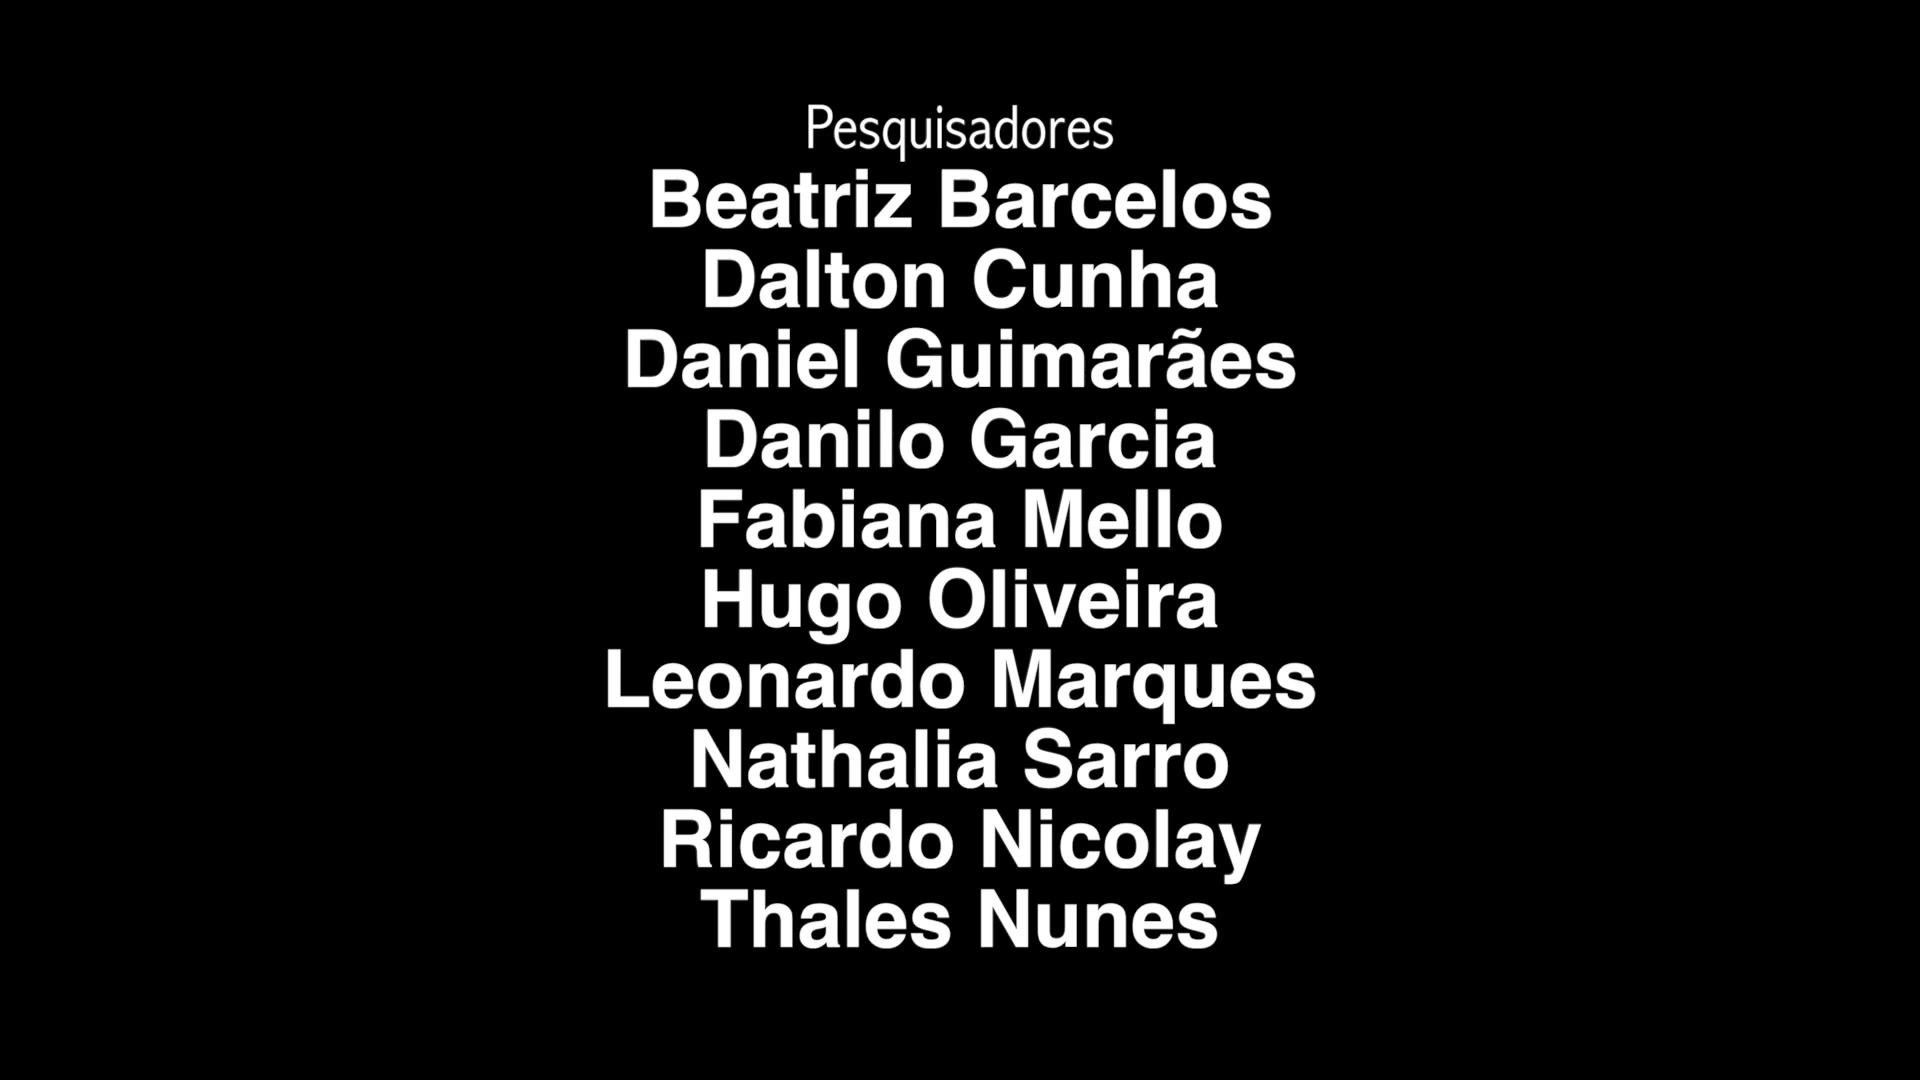 Pesquisadores
Beatriz Barcelos
Dalton Cunha
Daniel Guimarães
Danilo Garcia
Fabiana Mello
Hugo Oliveira
Leonardo Marques
Nathalia Sarro
Ricardo Nicolay
Thales Nunes